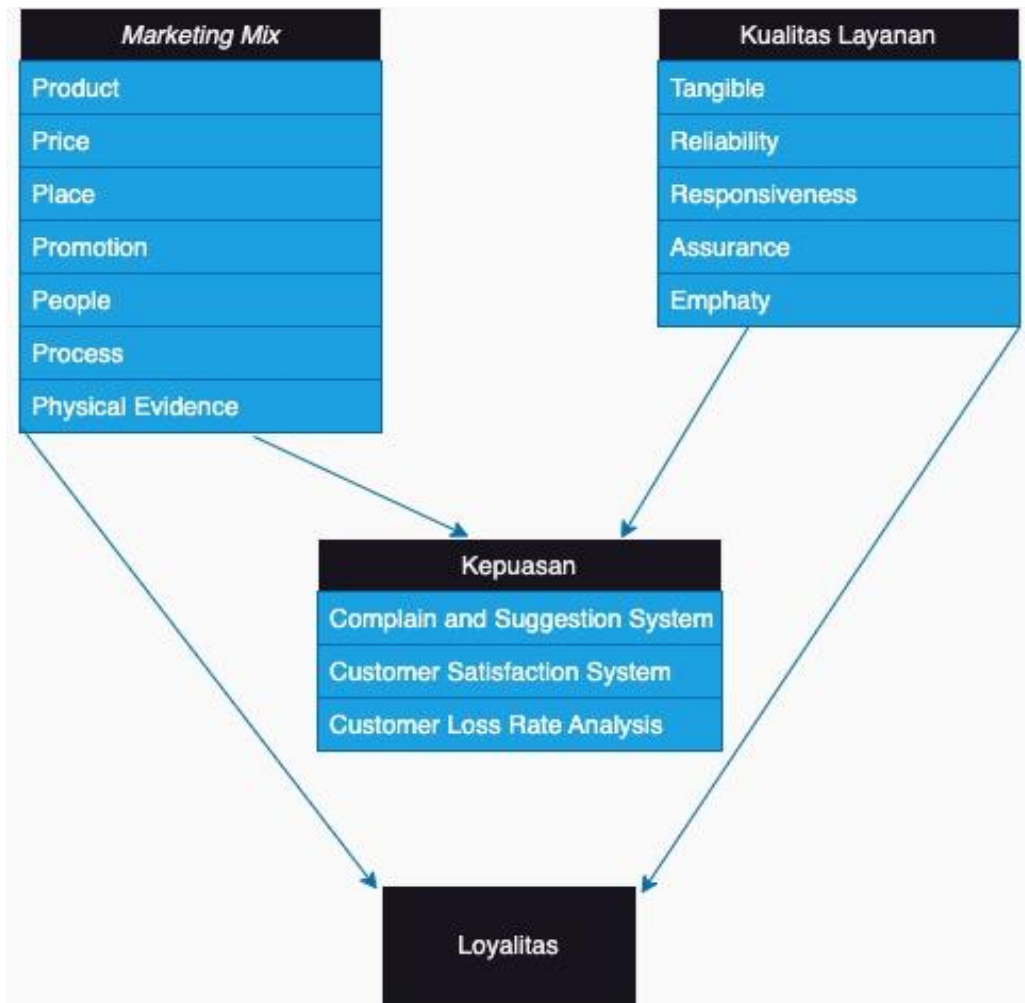 Marketing Mix
Product
Price
Place
Promotion
People
Process
Physical Evidence
Kualitas Layanan
Tangible
Reliability
Responsiveness
Assurance
Emphaty
Kepuasan
Complain and Suggestion System
Customer Satisfaction System
Customer Loss Rate Analysis
Loyalitas